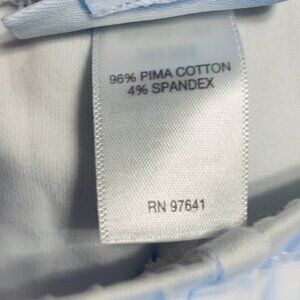 96% PIMA COTTON
4% SPANDEX
RN 97641